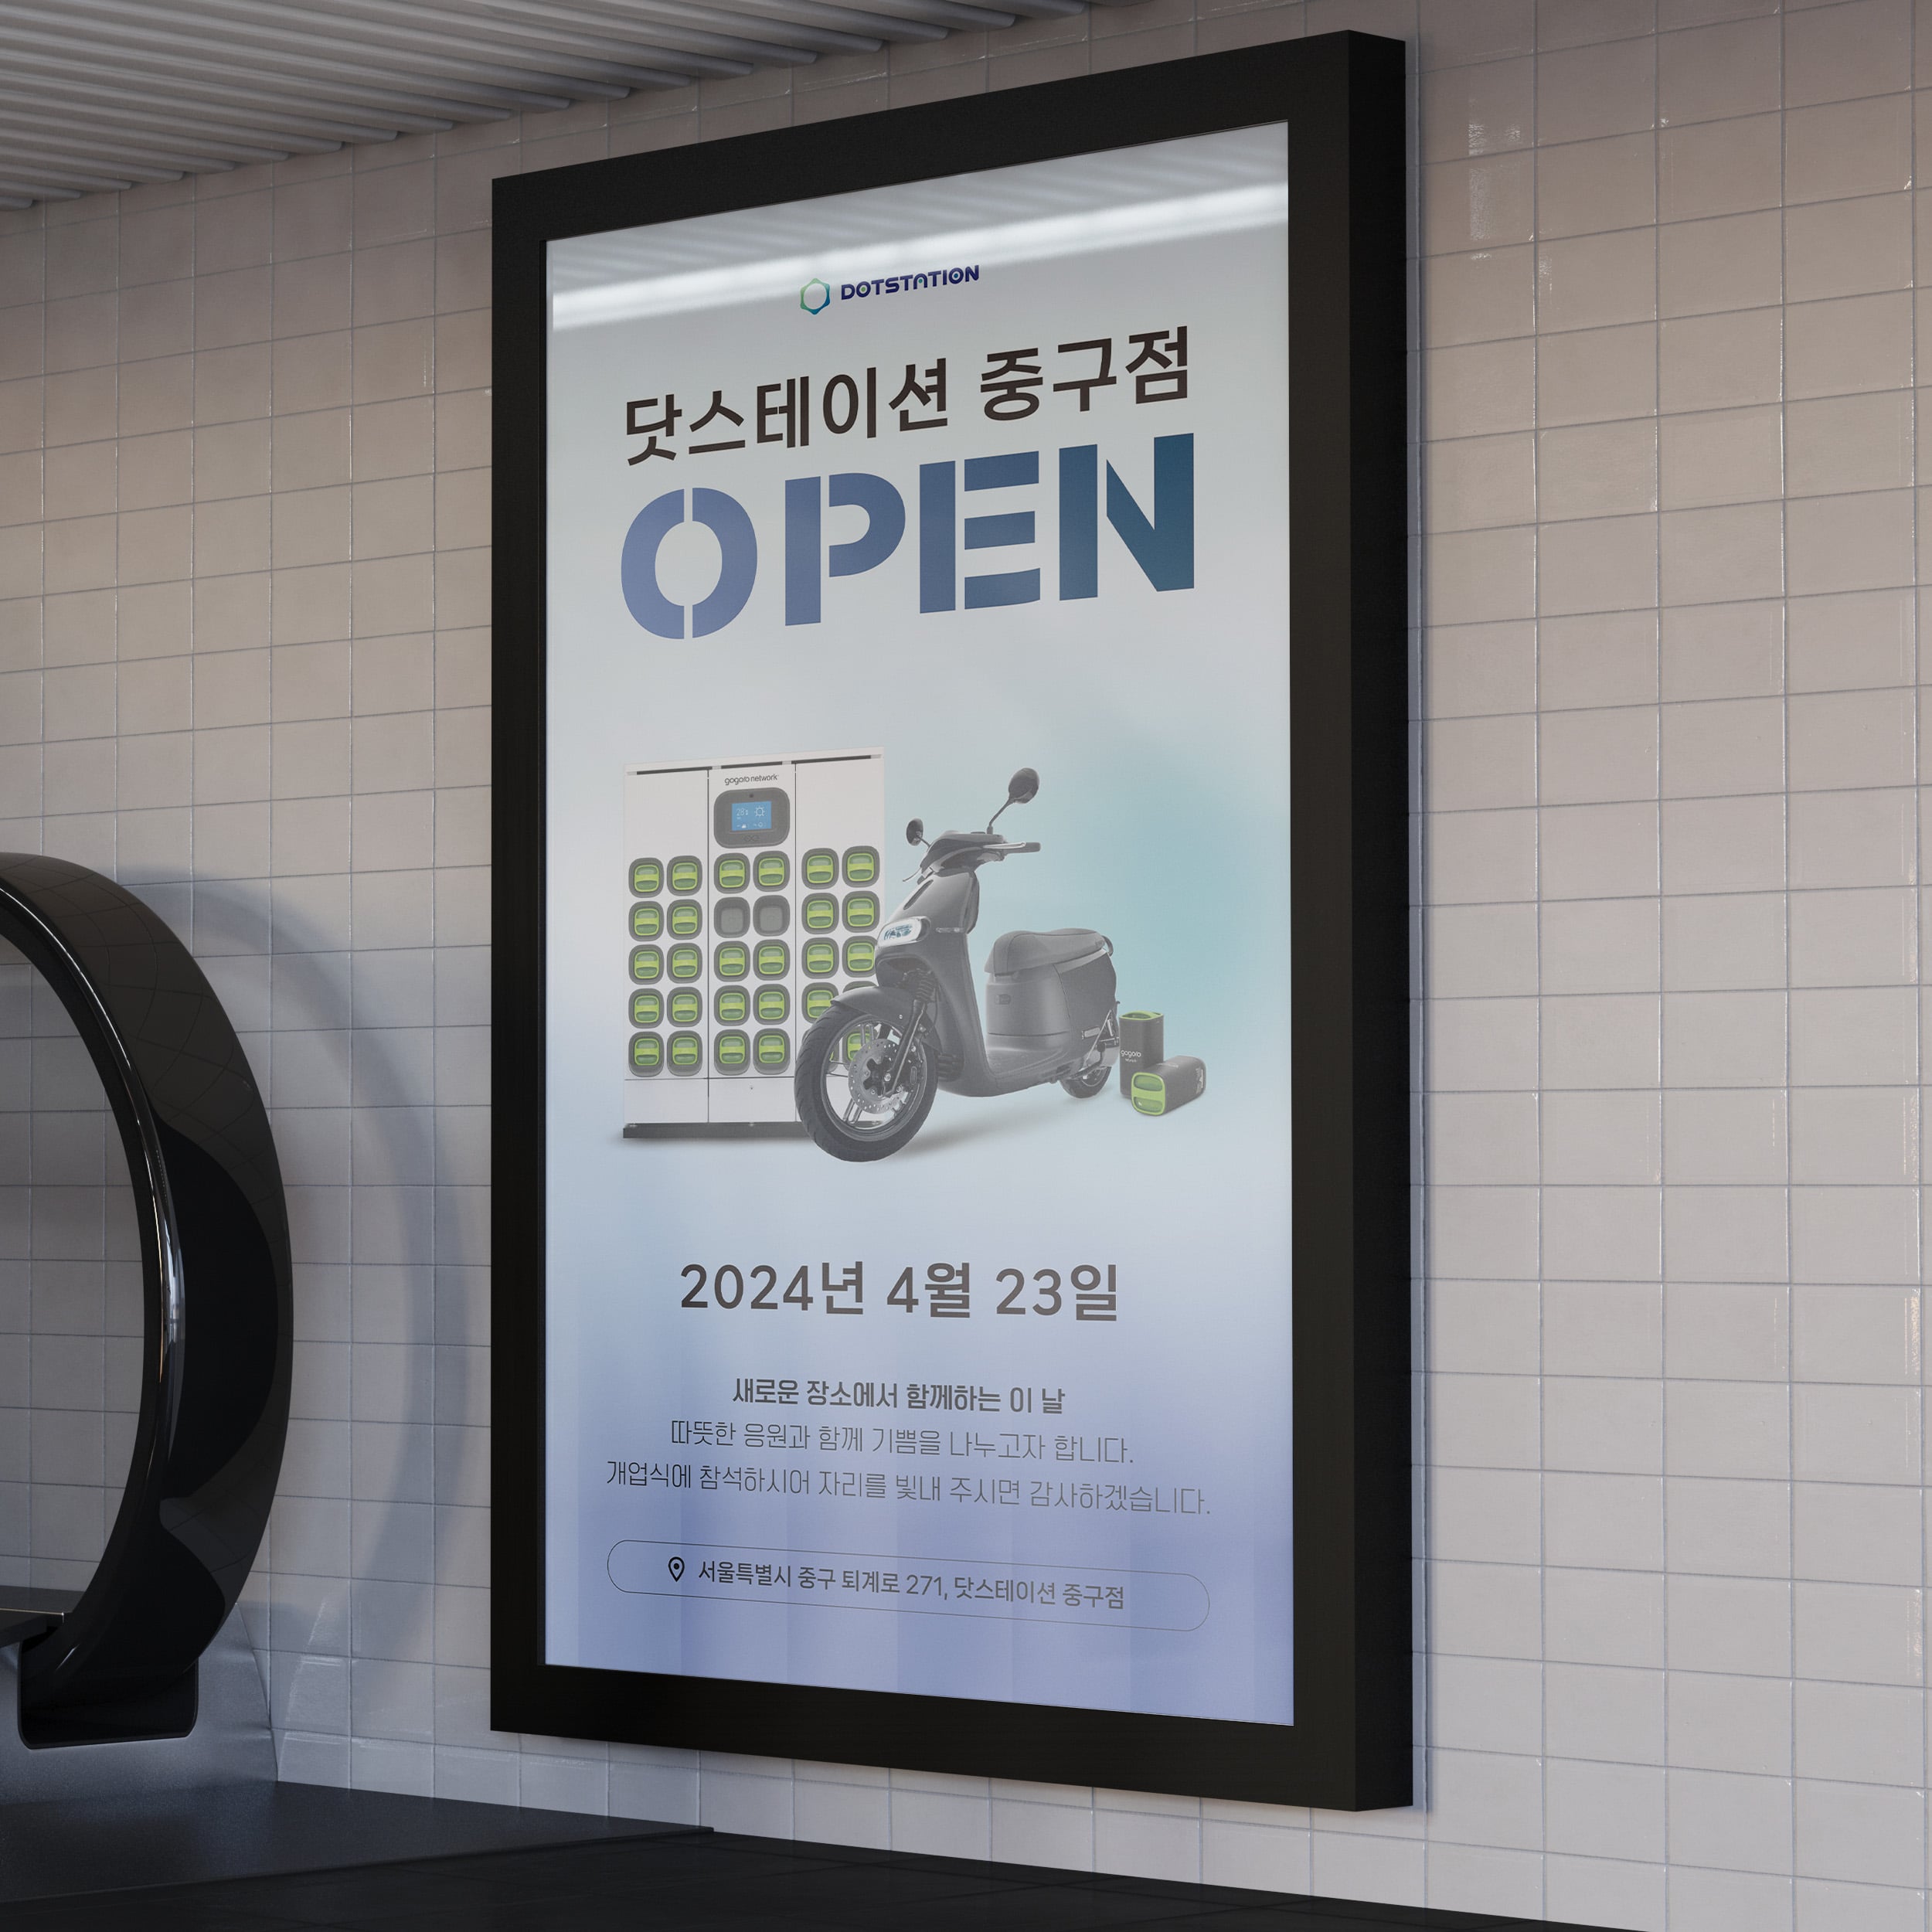 DOTSTATION
닷스테이션 중구점
OPEN
gogoro network
gogoro
2024년 4월 23일
새로운 장소에서 함께하는 이 날
따뜻한 응원과 함께 기쁨을 나누고자 합니다.
개업식에 참석하시어 자리를 빛내 주시면 감사하겠습니다.
서울특별시 중구 퇴계로 271, 닷스테이션 중구점